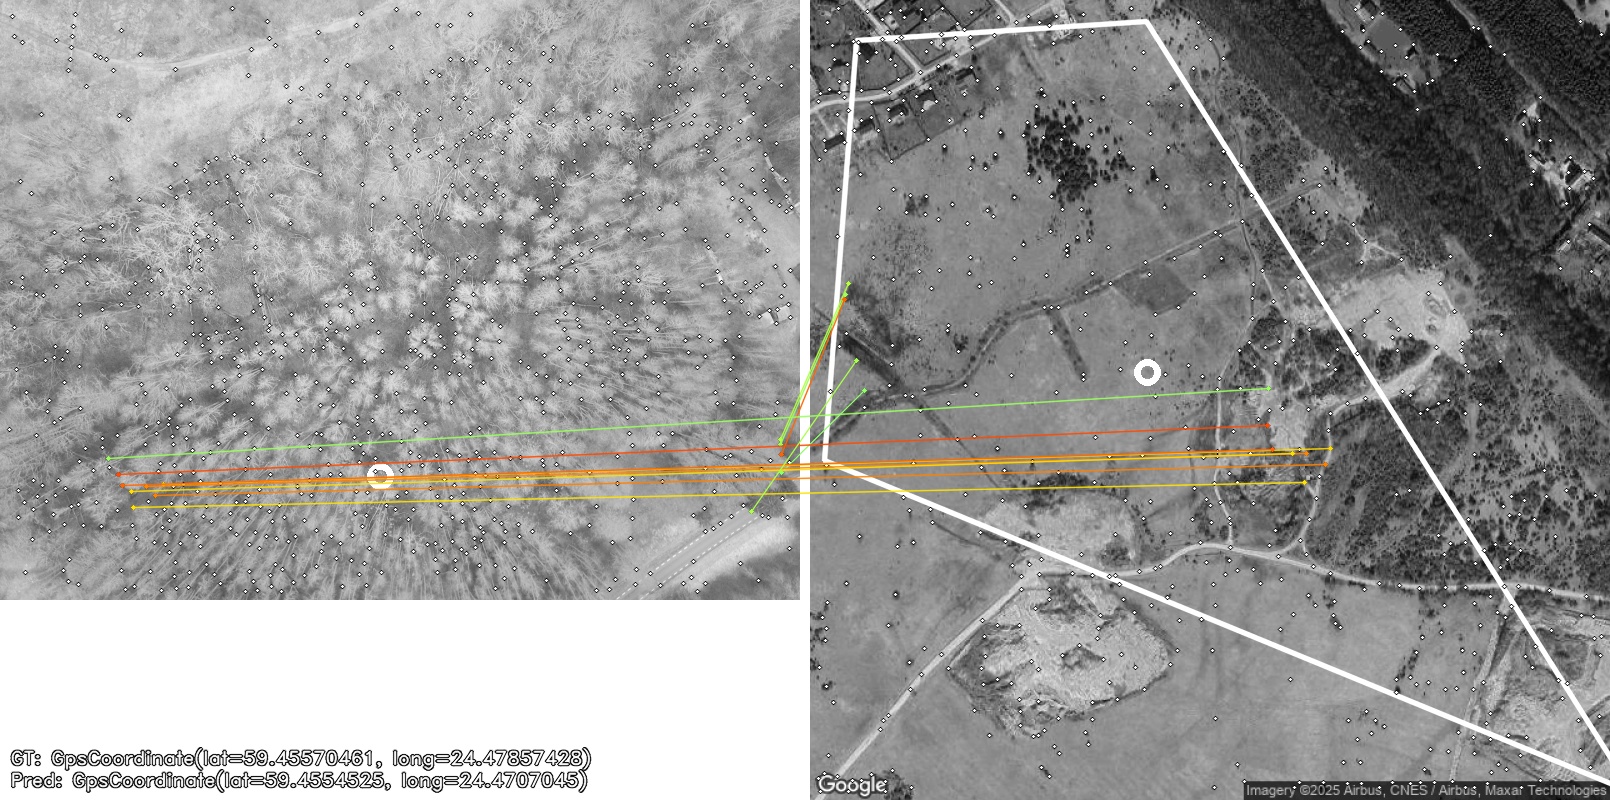 GT: GpsCoordinate(lat=59.45570461, long=24.47857428)
Pred: GpsCoordinate(lat=59.4554525, long=24.4707045)
Google
Imagery ©2025 Airbus, CNES / Airbus, Maxar Technologies